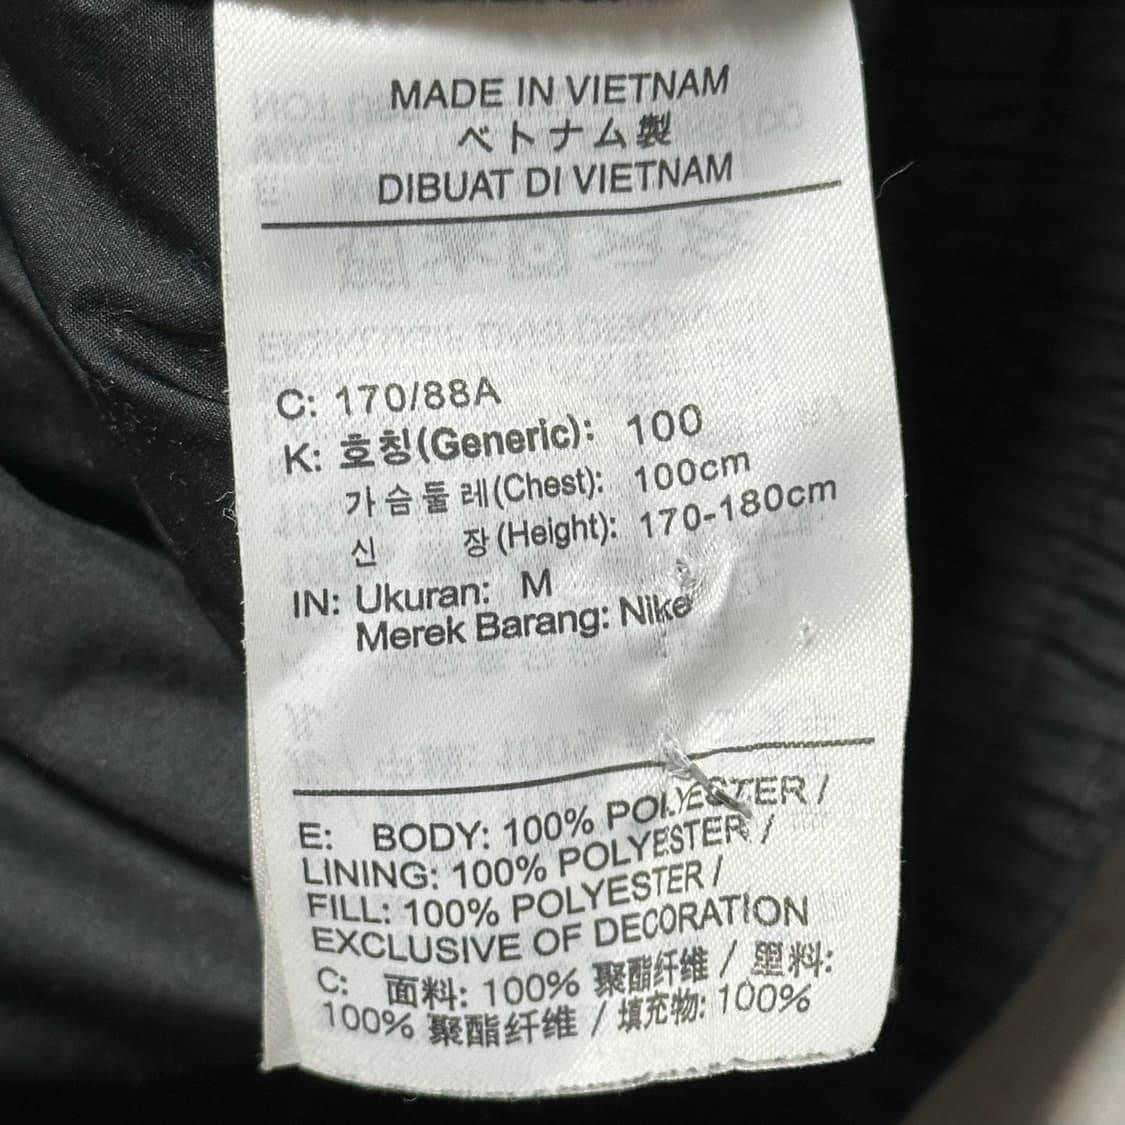 MADE IN VIETNAM
ベトナム製
DIBUAT DI VIETNAM
C: 170/88A
K: 호칭(Generic): 100
가슴둘레(Chest): 100cm
신 장(Height): 170-180cm
IN: Ukuran: M
Merek Barang: Nike
E: BODY: 100% POLYESTER /
LINING: 100% POLYESTER /
FILL: 100% POLYESTER /
EXCLUSIVE OF DECORATION
C: 面料: 100% 聚酯纤维 / 里料:
100% 聚酯纤维 / 填充物: 100%